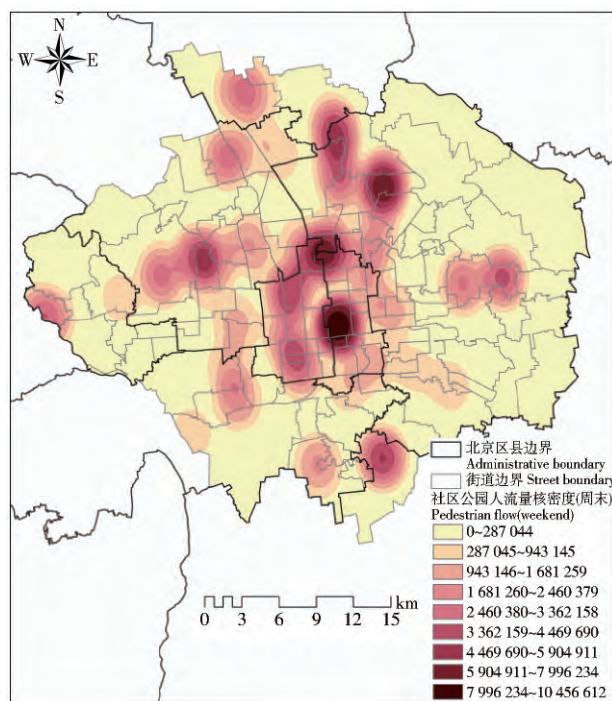 N
W E
S
北京区县边界
Administrative boundary
街道边界 Street boundary
社区公园人流量核密度(周末)
Pedestrian flow(weekend)
0~287 044
287 045~943 145
943 146~1 681 259
1 681 260~2 460 379
2 460 380~3 362 158
3 362 159~4 469 690
4 469 690~5 904 911
5 904 911~7 996 234
7 996 234~10 456 612
km
0 3 6 9 12 15